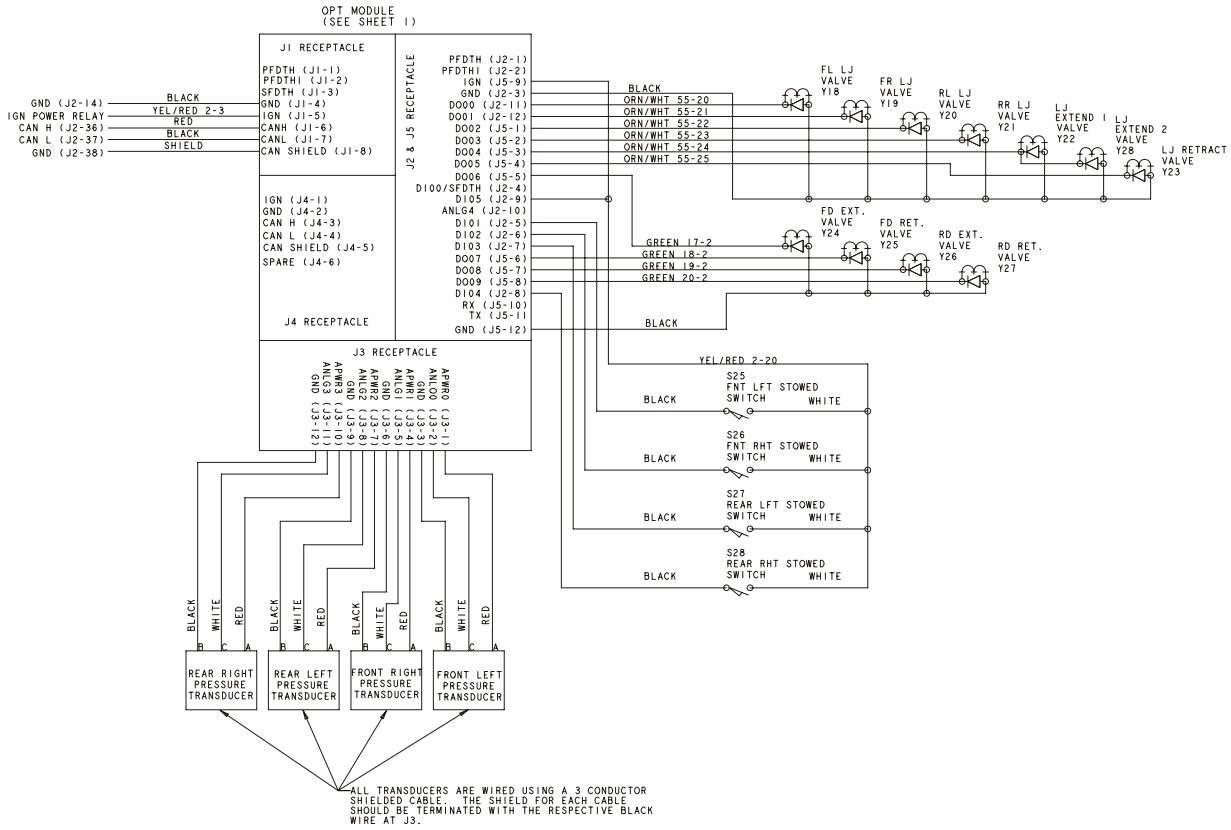 OPT MODULE
(SEE SHEET 1)
J1 RECEPTACLE
PFDTH (J1-1)
PFDTH1 (J1-2)
SFDTH (J1-3)
GND (J1-4)
IGN (J1-5)
CANH (J1-6)
CANL (J1-7)
CAN SHIELD (J1-8)
GND (J2-14)
IGN POWER RELAY
CAN H (J2-36)
CAN L (J2-37)
GND (J2-38)
BLACK
YEL/RED 2-3
RED
BLACK
SHIELD
IGN (J4-1)
GND (J4-2)
CAN H (J4-3)
CAN L (J4-4)
CAN SHIELD (J4-5)
SPARE (J4-6)
J4 RECEPTACLE
J2 & J5 RECEPTACLE
PFDTH (J2-1)
PFDTH1 (J2-2)
IGN (J5-9)
GND (J2-3)
DO00 (J2-11)
DO01 (J2-12)
DO02 (J5-1)
DO03 (J5-2)
DO04 (J5-3)
DO05 (J5-4)
DO06 (J5-5)
DI00/SFDTH (J2-4)
DI05 (J2-9)
ANLG4 (J2-10)
DI01 (J2-5)
DI02 (J2-6)
DI03 (J2-7)
DO07 (J5-6)
DO08 (J5-7)
DO09 (J5-8)
DI04 (J2-8)
RX (J5-10)
TX (J5-11
GND (J5-12)
BLACK
ORN/WHT 55-20
ORN/WHT 55-21
ORN/WHT 55-22
ORN/WHT 55-23
ORN/WHT 55-24
ORN/WHT 55-25
FL LJ
VALVE
Y18
FR LJ
VALVE
Y19
RL LJ
VALVE
Y20
RR LJ
VALVE
Y21
LJ
EXTEND 1
VALVE
Y22
LJ
EXTEND 2
VALVE
Y28
LJ RETRACT
VALVE
Y23
GREEN 17-2
GREEN 18-2
GREEN 19-2
GREEN 20-2
BLACK
FD EXT.
VALVE
Y24
FD RET.
VALVE
Y25
RD EXT.
VALVE
Y26
RD RET.
VALVE
Y27
YEL/RED 2-20
S25
FNT LFT STOWED
SWITCH
BLACK
WHITE
S26
FNT RHT STOWED
SWITCH
BLACK
WHITE
S27
REAR LFT STOWED
SWITCH
BLACK
WHITE
S28
REAR RHT STOWED
SWITCH
BLACK
WHITE
J3 RECEPTACLE
GND (J3-12)
ANLG3 (J3-11)
APWR3 (J3-10)
GND (J3-9)
ANLG2 (J3-8)
APWR2 (J3-7)
GND (J3-6)
ANLG1 (J3-5)
APWR1 (J3-4)
GND (J3-3)
ANLO0 (J3-2)
APWR0 (J3-1)
BLACK
WHITE
RED
BLACK
WHITE
RED
BLACK
WHITE
RED
BLACK
WHITE
RED
B C A
B C A
B C A
B C A
REAR RIGHT
PRESSURE
TRANSDUCER
REAR LEFT
PRESSURE
TRANSDUCER
FRONT RIGHT
PRESSURE
TRANSDUCER
FRONT LEFT
PRESSURE
TRANSDUCER
ALL TRANSDUCERS ARE WIRED USING A 3 CONDUCTOR
SHIELDED CABLE. THE SHIELD FOR EACH CABLE
SHOULD BE TERMINATED WITH THE RESPECTIVE BLACK
WIRE AT J3.